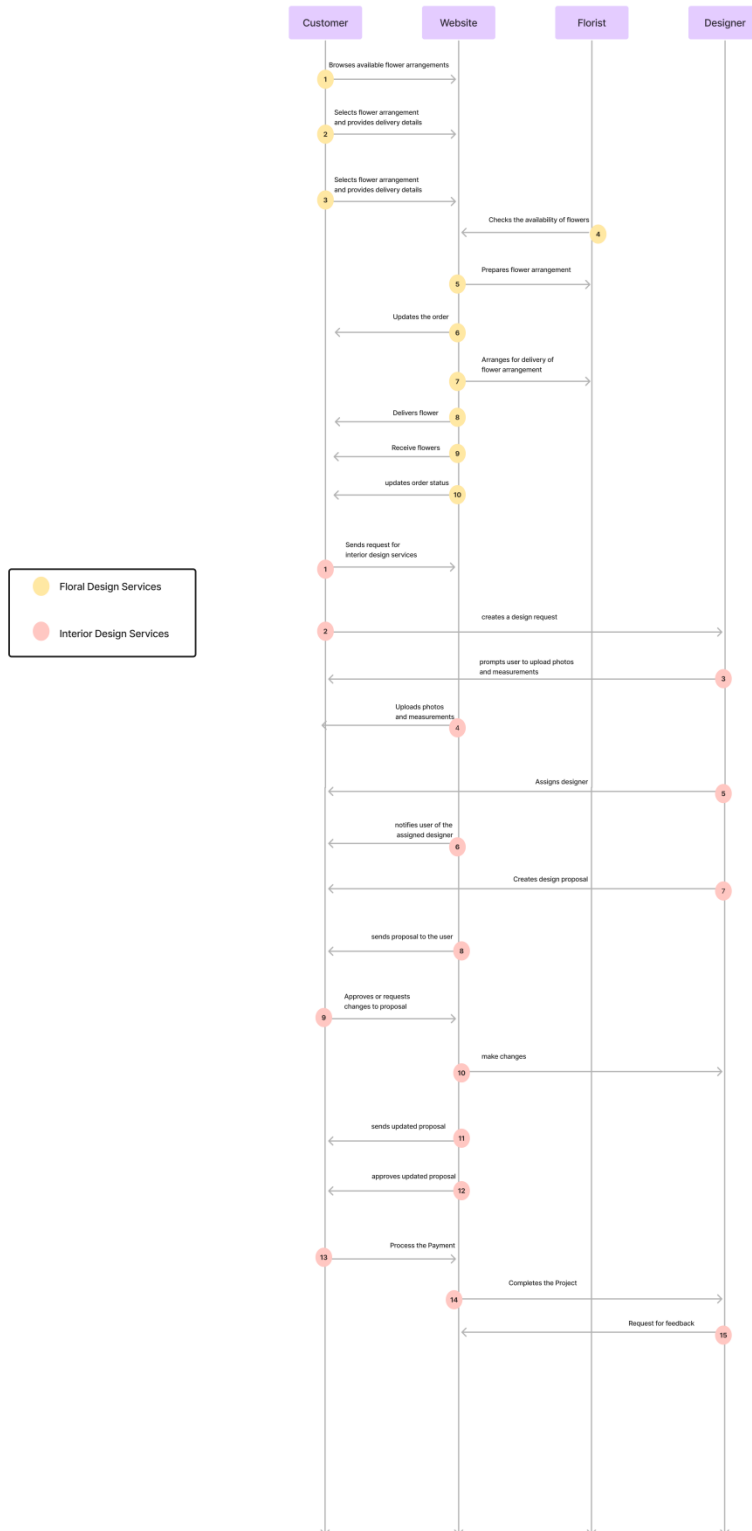 Customer
Website
Florist
Designer
Browses available flower arrangements
1
Selects flower arrangement
and provides delivery details
2
Selects flower arrangement
and provides delivery details
3
Checks the availability of flowers
4
Prepares flower arrangement
5
Updates the order
6
Arranges for delivery of
flower arrangement
7
Delivers flower
8
Receive flowers
9
updates order status
10
Sends request for
interior design services
1
Floral Design Services
Interior Design Services
creates a design request
2
prompts user to upload photos
and measurements
3
Uploads photos
and measurements
4
Assigns designer
5
notifies user of the
assigned designer
6
Creates design proposal
7
sends proposal to the user
8
Approves or requests
changes to proposal
9
make changes
10
sends updated proposal
11
approves updated proposal
12
Process the Payment
13
Completes the Project
14
Request for feedback
15